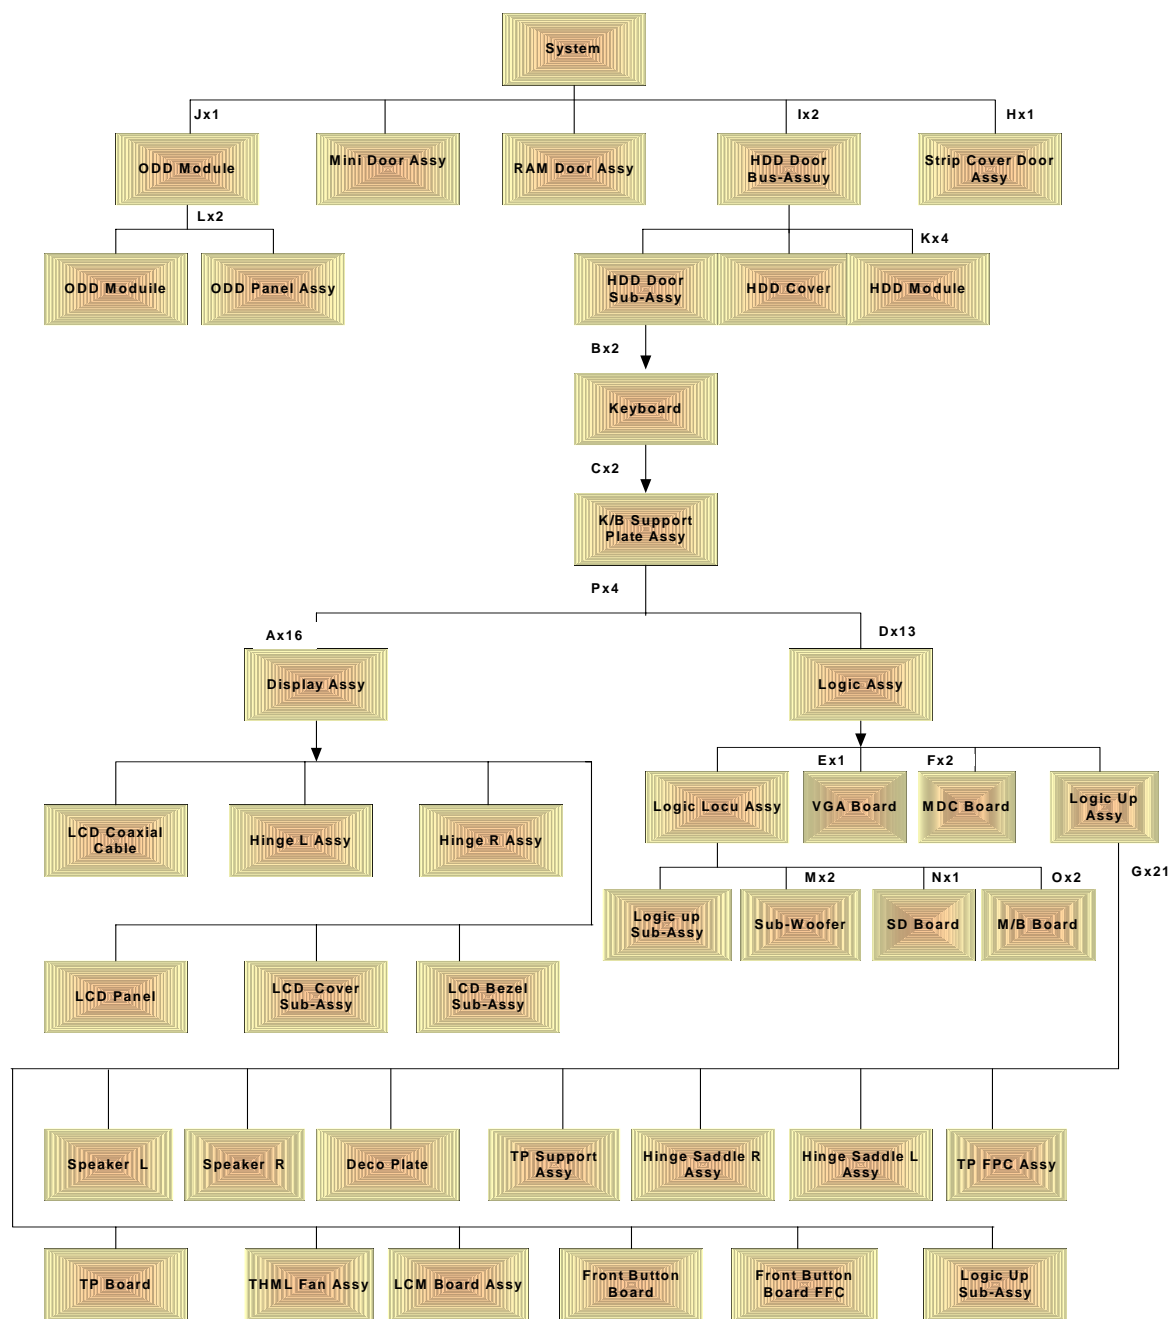 System
Jx1
Ix2
Hx1
ODD Module
Mini Door Assy
RAM Door Assy
HDD Door
Bus-Assuy
Strip Cover Door
Assy
Lx2
Kx4
ODD Moduile
ODD Panel Assy
HDD Door
Sub-Assy
HDD Cover
HDD Module
Bx2
Keyboard
Cx2
K/B Support
Plate Assy
Px4
Ax16
Dx13
Display Assy
Logic Assy
Ex1
Fx2
LCD Coaxial
Cable
Hinge L Assy
Hinge R Assy
Logic Locu Assy
VGA Board
MDC Board
Logic Up
Assy
Mx2
Nx1
Ox2
Gx21
Logic up
Sub-Assy
Sub-Woofer
SD Board
M/B Board
LCD Panel
LCD Cover
Sub-Assy
LCD Bezel
Sub-Assy
Speaker L
Speaker R
Deco Plate
TP Support
Assy
Hinge Saddle R
Assy
Hinge Saddle L
Assy
TP FPC Assy
TP Board
THML Fan Assy
LCM Board Assy
Front Button
Board
Front Button
Board FFC
Logic Up
Sub-Assy